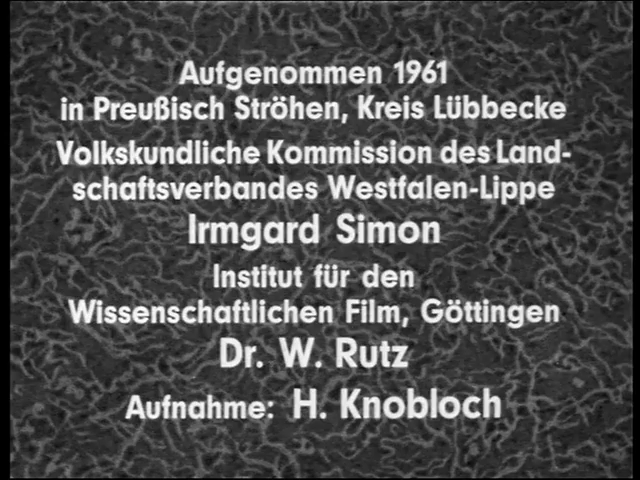 Aufgenommen 1961
in Preußisch Ströhen, Kreis Lübbecke
Volkskundliche Kommission des Land-
schaftsverbandes Westfalen-Lippe
Irmgard Simon
Institut für den
Wissenschaftlichen Film, Göttingen
Dr. W. Rutz
Aufnahme: H. Knobloch